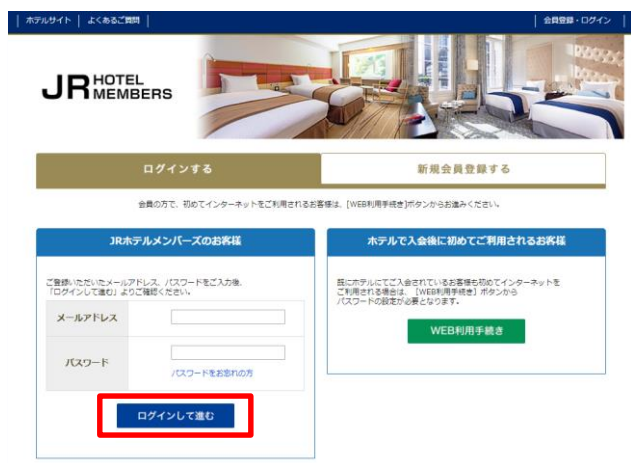 ホテルサイト | よくあるご質問 |
| 会員登録・ログイン |
JR HOTEL MEMBERS
ログインする
新規会員登録する
会員の方で、初めてインターネットをご利用されるお客様は、[WEB利用手続き]ボタンからお進みください。
JRホテルメンバーズのお客様
ご登録いただいたメールアドレス、パスワードをご入力後、
「ログインして進む」よりご確認ください。
メールアドレス
パスワード
パスワードをお忘れの方
ログインして進む
ホテルで入会後に初めてご利用されるお客様
既にホテルにてご入会されているお客様も初めてインターネットを
ご利用される場合は、[WEB利用手続き] ボタンから
パスワードの設定が必要となります。
WEB利用手続き